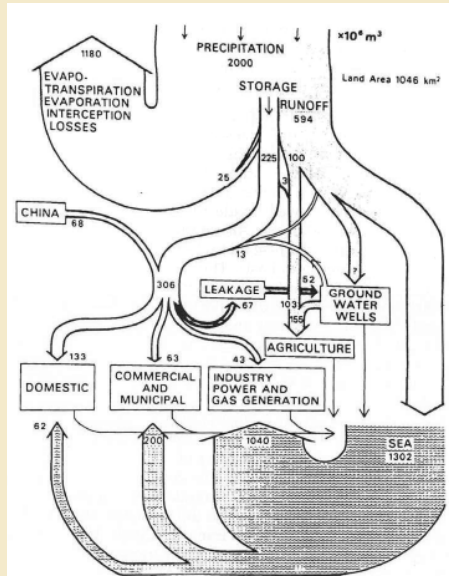 ×10⁶ m³
PRECIPITATION
2000
Land Area 1046 km²
1180
EVAPO-
TRANSPIRATION
EVAPORATION
INTERCEPTION
LOSSES
STORAGE
RUNOFF
594
225
100
25
3
CHINA
68
13
306
LEAKAGE
67
52
103
155
?
GROUND
WATER
WELLS
AGRICULTURE
133
63
43
DOMESTIC
COMMERCIAL
AND
MUNICIPAL
INDUSTRY
POWER AND
GAS GENERATION
62
200
1040
SEA
1302